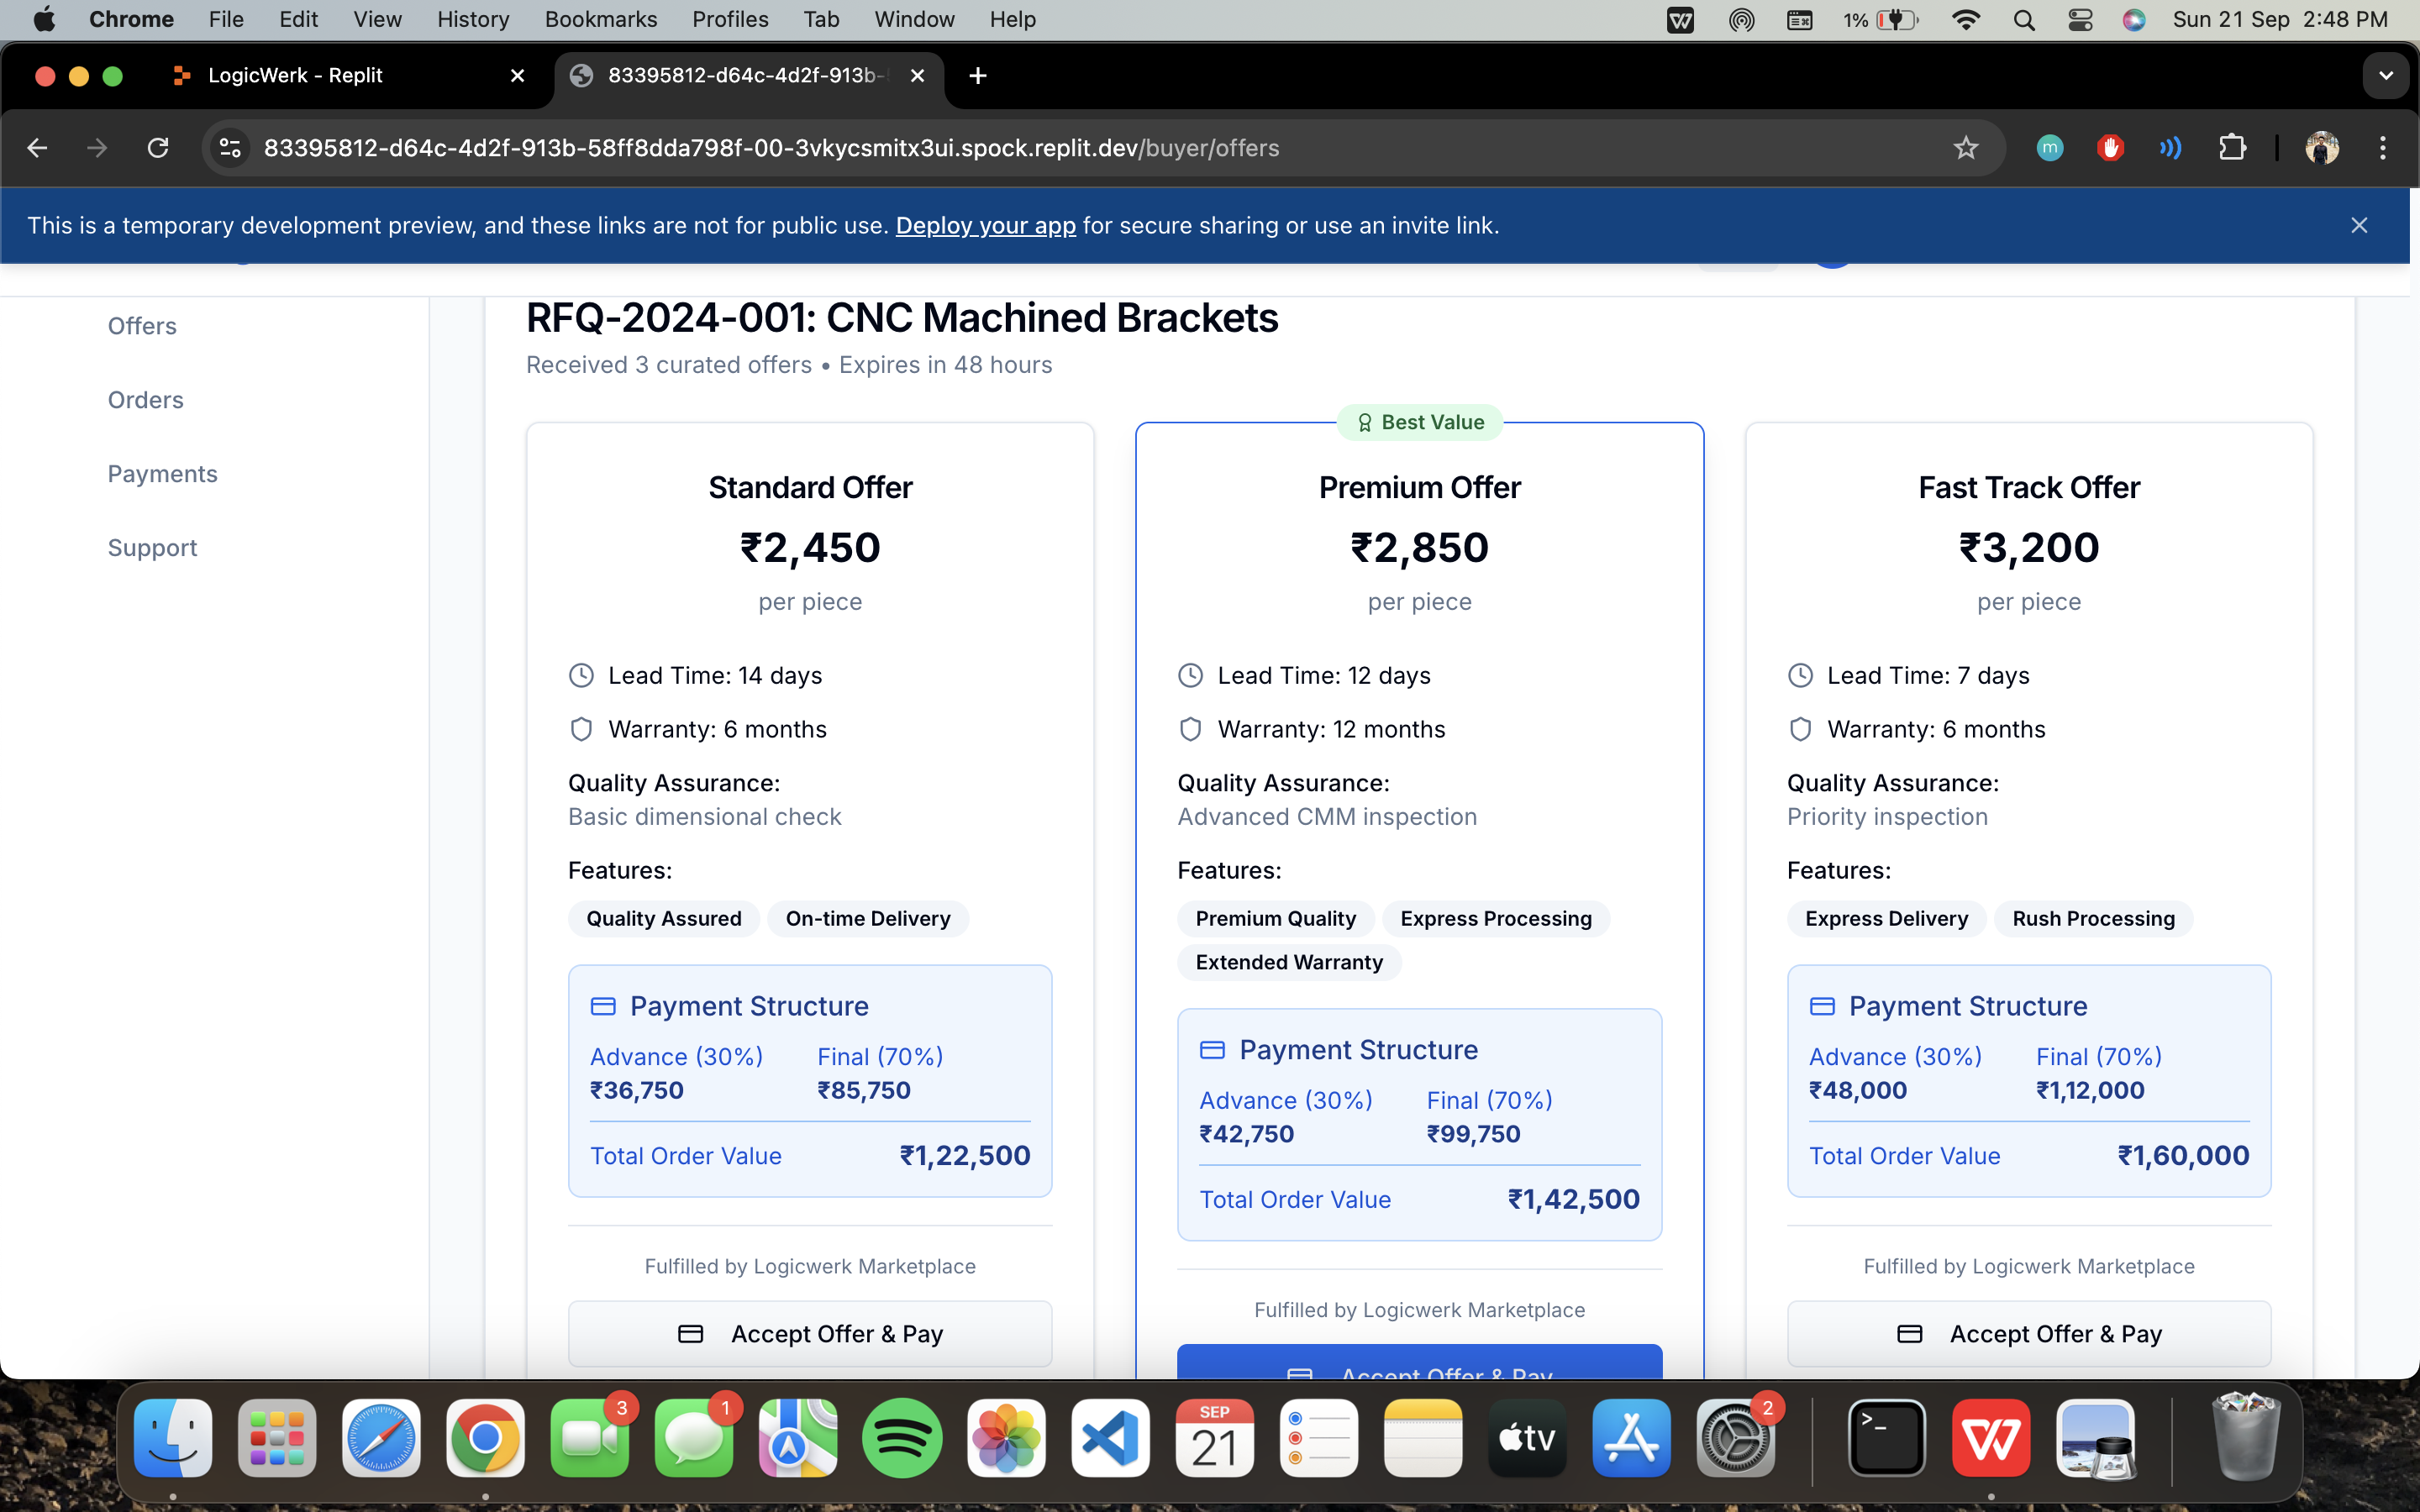 Chrome File Edit View History Bookmarks Profiles Tab Window Help 1% Sun 21 Sep 2:48 PM
LogicWerk - Replit 83395812-d64c-4d2f-913b-
83395812-d64c-4d2f-913b-58ff8dda798f-00-3vkycsmitx3ui.spock.replit.dev/buyer/offers m
This is a temporary development preview, and these links are not for public use. Deploy your app for secure sharing or use an invite link.
Offers
Orders
Payments
Support
RFQ-2024-001: CNC Machined Brackets
Received 3 curated offers • Expires in 48 hours
Standard Offer
₹2,450
per piece
Lead Time: 14 days
Warranty: 6 months
Quality Assurance:
Basic dimensional check
Features:
Quality Assured On-time Delivery
Payment Structure
Advance (30%) Final (70%)
₹36,750 ₹85,750
Total Order Value ₹1,22,500
Fulfilled by Logicwerk Marketplace
Accept Offer & Pay
Best Value
Premium Offer
₹2,850
per piece
Lead Time: 12 days
Warranty: 12 months
Quality Assurance:
Advanced CMM inspection
Features:
Premium Quality Express Processing
Extended Warranty
Payment Structure
Advance (30%) Final (70%)
₹42,750 ₹99,750
Total Order Value ₹1,42,500
Fulfilled by Logicwerk Marketplace
Accept Offer & Pay
Fast Track Offer
₹3,200
per piece
Lead Time: 7 days
Warranty: 6 months
Quality Assurance:
Priority inspection
Features:
Express Delivery Rush Processing
Payment Structure
Advance (30%) Final (70%)
₹48,000 ₹1,12,000
Total Order Value ₹1,60,000
Fulfilled by Logicwerk Marketplace
Accept Offer & Pay
3 1 SEP 21 tv 2 >_